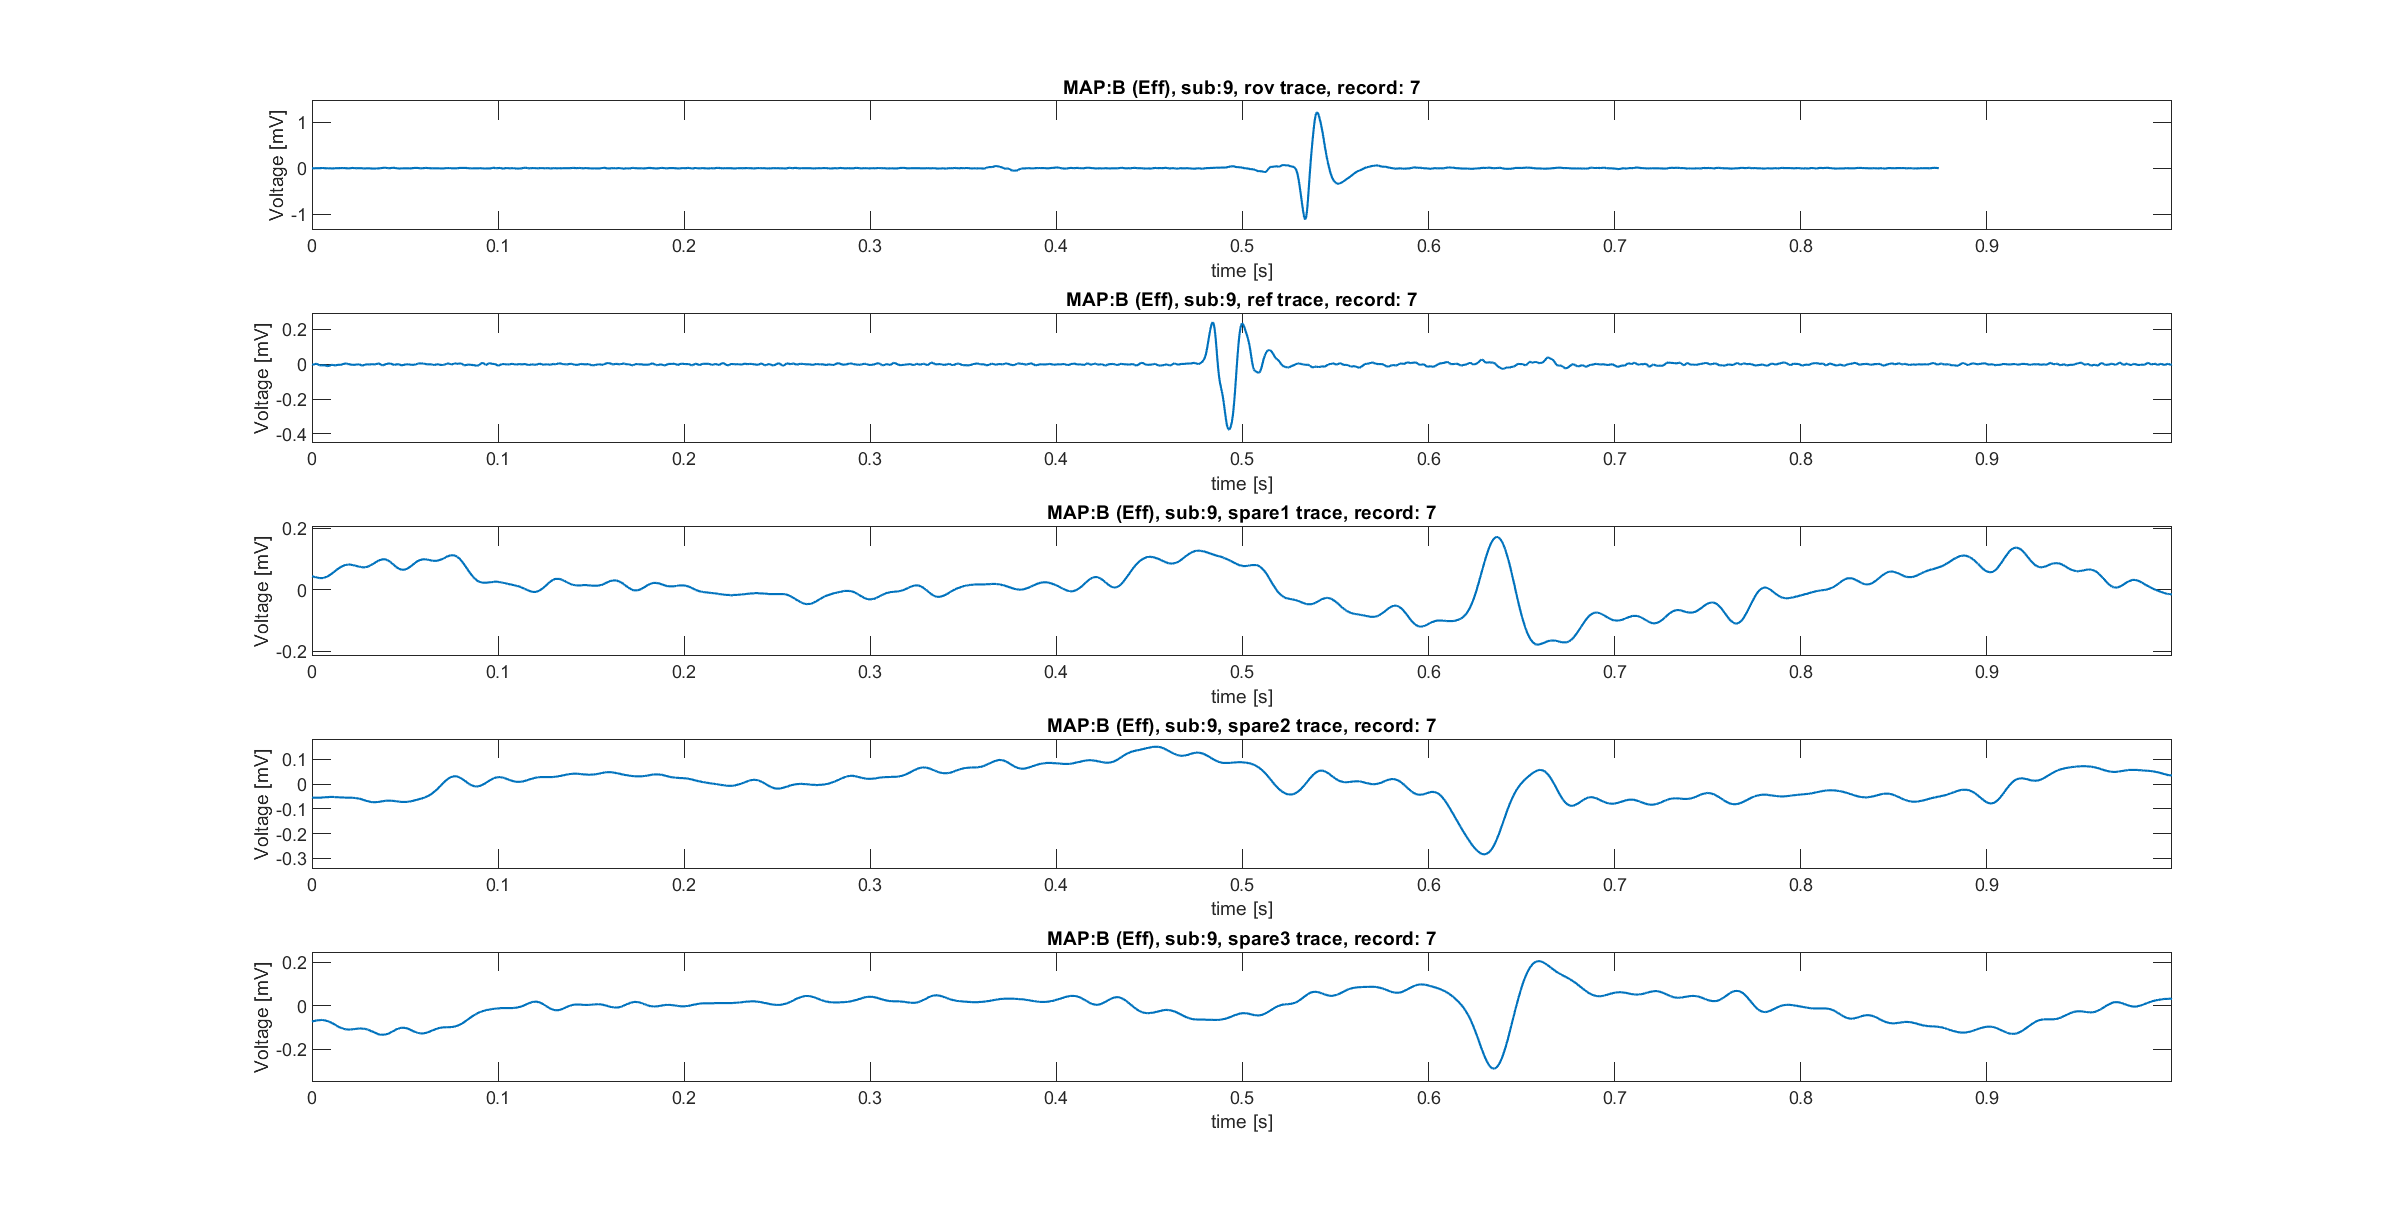 MAP:B (Eff), sub:9, rov trace, record: 7
Voltage [mV]
1
0
-1
0 0.1 0.2 0.3 0.4 0.5 0.6 0.7 0.8 0.9
time [s]
MAP:B (Eff), sub:9, ref trace, record: 7
Voltage [mV]
0.2
0
-0.2
-0.4
0 0.1 0.2 0.3 0.4 0.5 0.6 0.7 0.8 0.9
time [s]
MAP:B (Eff), sub:9, spare1 trace, record: 7
Voltage [mV]
0.2
0
-0.2
0 0.1 0.2 0.3 0.4 0.5 0.6 0.7 0.8 0.9
time [s]
MAP:B (Eff), sub:9, spare2 trace, record: 7
Voltage [mV]
0.1
0
-0.1
-0.2
-0.3
0 0.1 0.2 0.3 0.4 0.5 0.6 0.7 0.8 0.9
time [s]
MAP:B (Eff), sub:9, spare3 trace, record: 7
Voltage [mV]
0.2
0
-0.2
0 0.1 0.2 0.3 0.4 0.5 0.6 0.7 0.8 0.9
time [s]